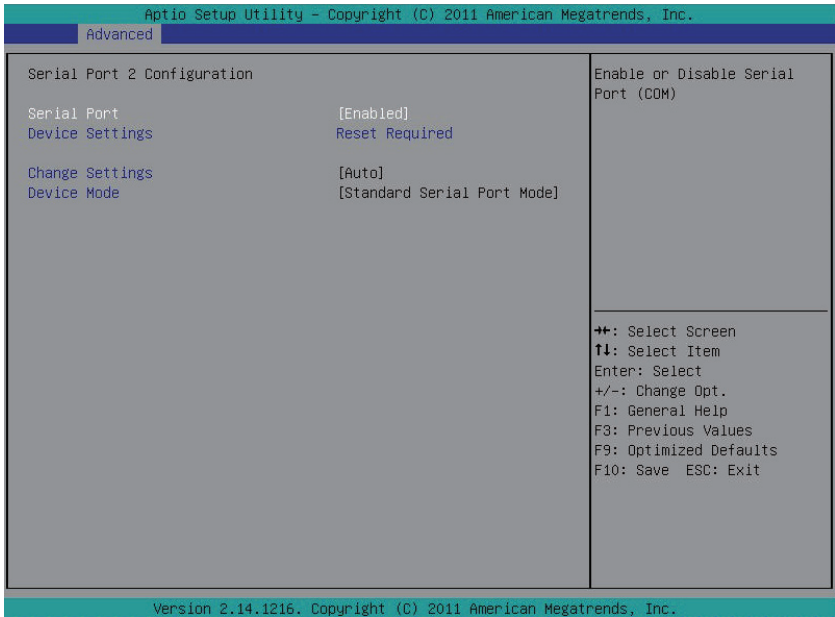 Aptio Setup Utility – Copyright (C) 2011 American Megatrends, Inc.
Advanced
Serial Port 2 Configuration
Serial Port [Enabled]
Device Settings Reset Required
Change Settings [Auto]
Device Mode [Standard Serial Port Mode]
Enable or Disable Serial
Port (COM)
→←: Select Screen
↑↓: Select Item
Enter: Select
+/-: Change Opt.
F1: General Help
F3: Previous Values
F9: Optimized Defaults
F10: Save ESC: Exit
Version 2.14.1216. Copyright (C) 2011 American Megatrends, Inc.